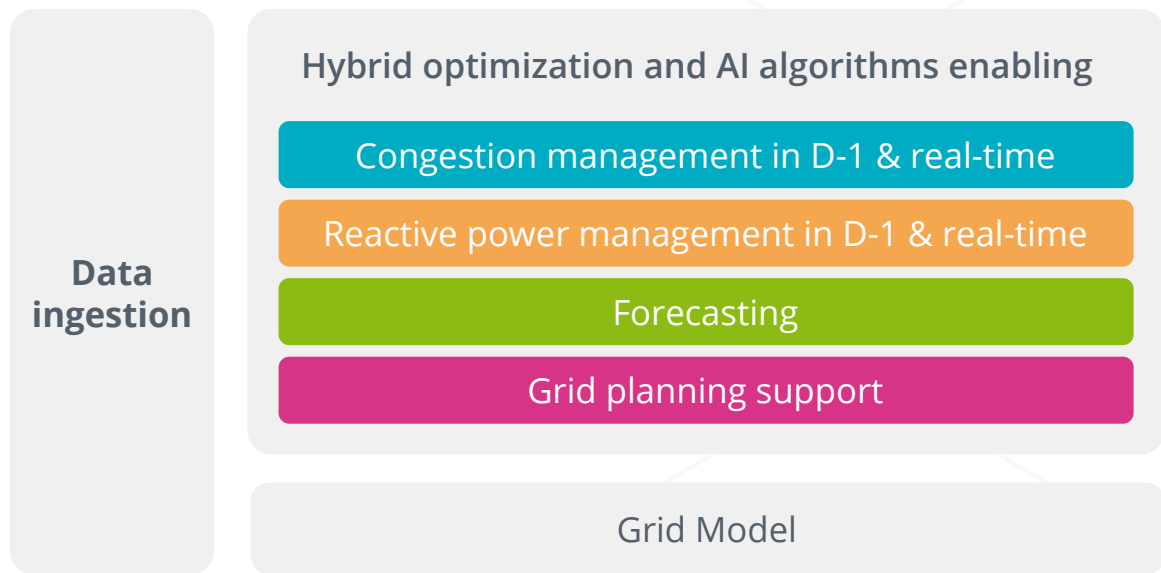 Data
ingestion
Hybrid optimization and AI algorithms enabling
Congestion management in D-1 & real-time
Reactive power management in D-1 & real-time
Forecasting
Grid planning support
Grid Model